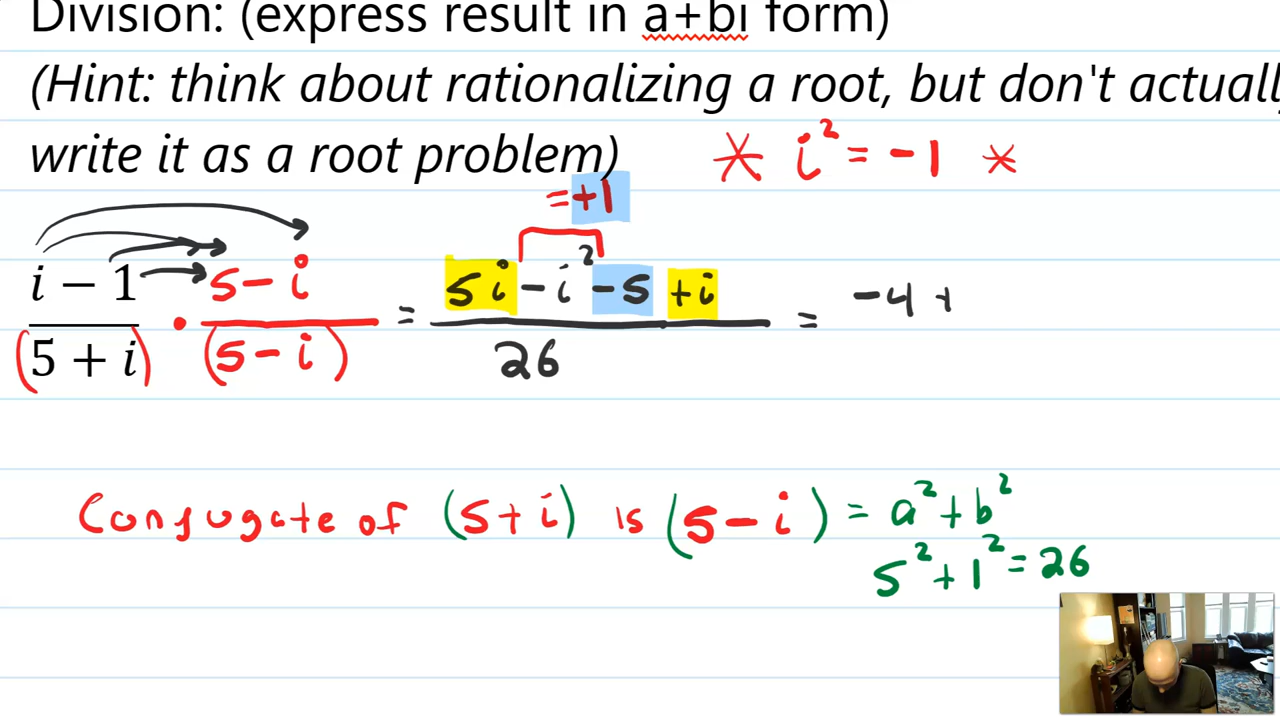 Division: (express result in a+bi form)
(Hint: think about rationalizing a root, but don't actuall
write it as a root problem) * i² = -1 *
= +1
i − 1 5 - i 5i - i² - 5 + i -4 +
• = =
(5 + i) (5 - i) 26
Conjugate of (5+i) is (5 - i) = a² + b²
5² + 1² = 26